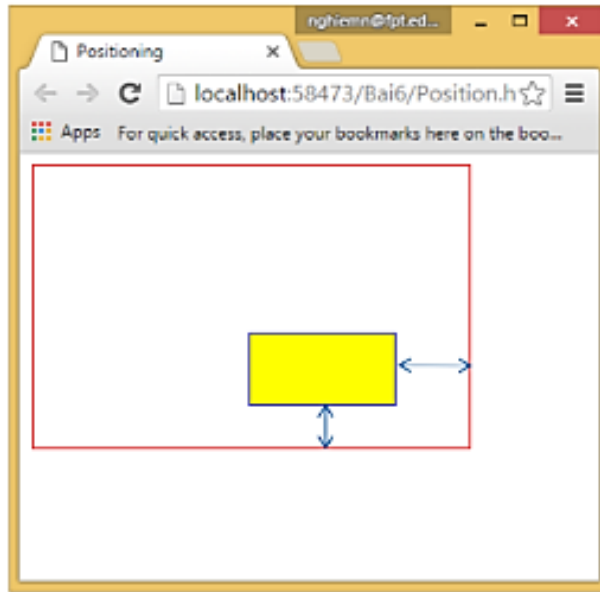 nghiemn@fpt.ed...
Positioning
localhost:58473/Bai6/Position.h
Apps For quick access, place your bookmarks here on the boo...